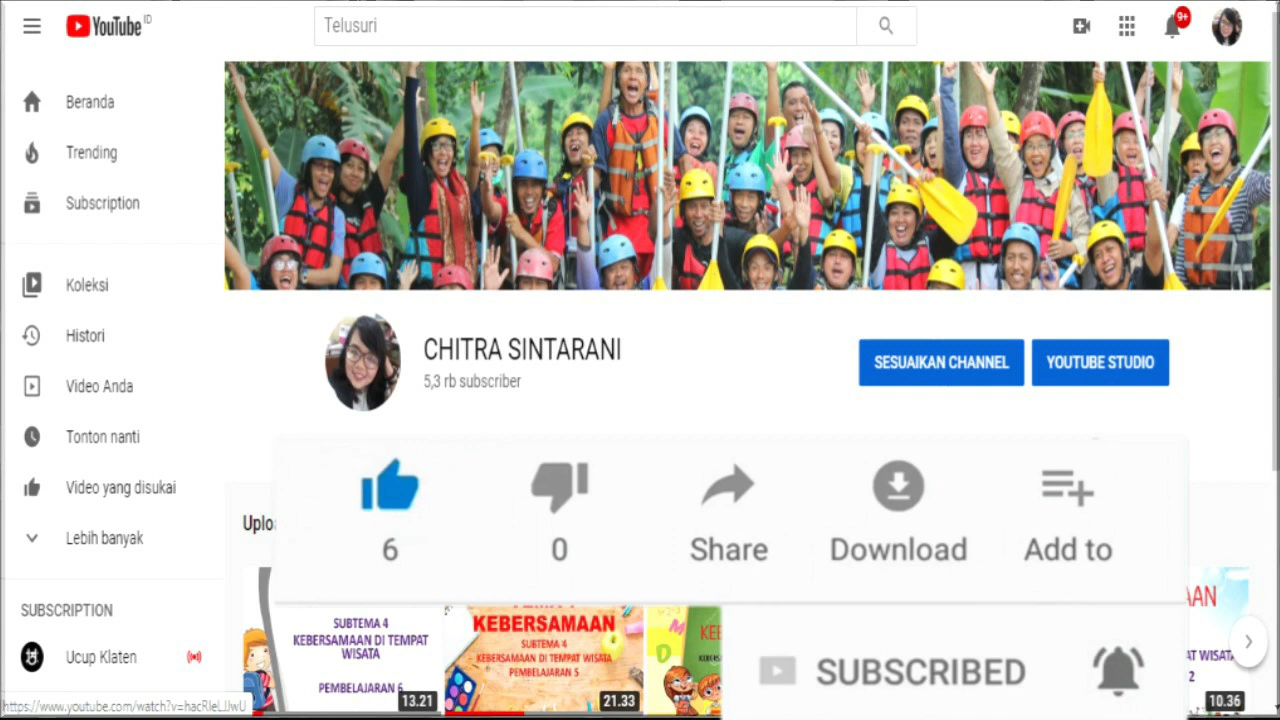 YouTube ID
Telusuri
9+
Beranda
Trending
Subscription
Koleksi
Histori
Video Anda
Tonton nanti
Video yang disukai
Lebih banyak
SUBSCRIPTION
Ucup Klaten
CHITRA SINTARANI
5,3 rb subscriber
SESUAIKAN CHANNEL
YOUTUBE STUDIO
6
0
Share
Download
Add to
SUBTEMA 4
KEBERSAMAAN DI TEMPAT
WISATA
PEMBELAJARAN 6
13.21
KEBERSAMAAN
SUBTEMA 4
KEBERSAMAAN DI TEMPAT WISATA
PEMBELAJARAN 5
21.33
SUBSCRIBED
2
10.36
https://www.youtube.com/watch?v=hacRleLJJwU